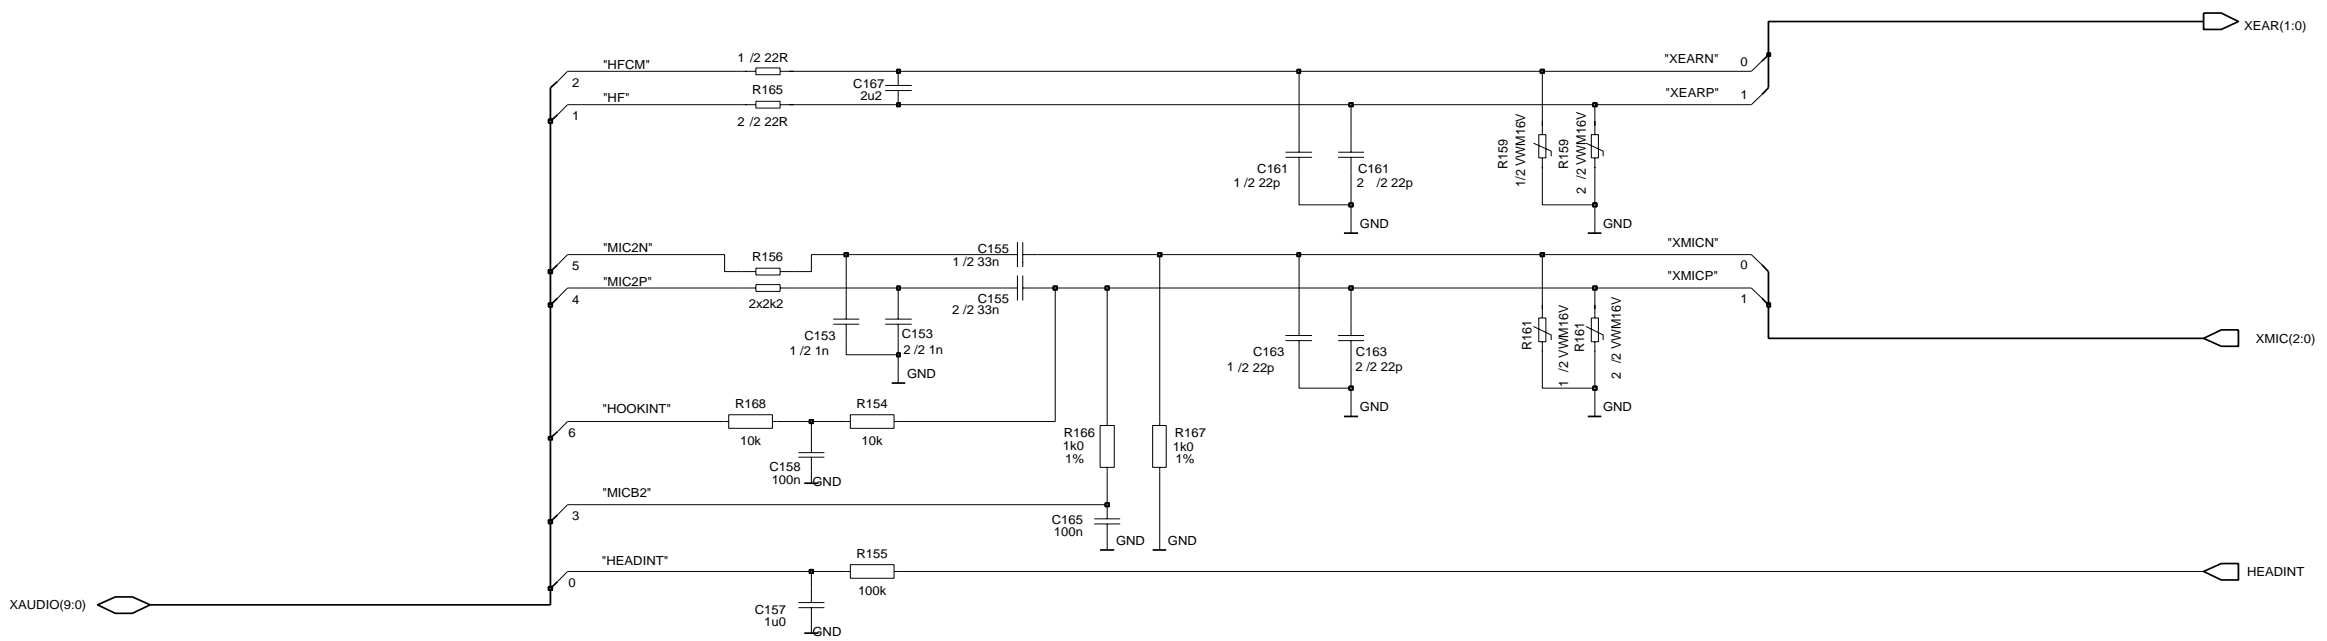 XEAR(1:0)
1 /2 22R
"HFCM"
2
"XEARN"
0
C167
2u2
R165
"HF"
1
"XEARP"
1
2 /2 22R
R159
1/2 VWM16V
R159
2 /2 VWM16V
C161
1 /2 22p
C161
2 /2 22p
GND
GND
"MIC2N"
5
R156
C155
1 /2 33n
"XMICN"
0
"MIC2P"
4
2x2k2
C155
2 /2 33n
"XMICP"
1
C153
1 /2 1n
C153
2 /2 1n
GND
C163
1 /2 22p
C163
2 /2 22p
R161
1 /2 VWM16V
R161
2 /2 VWM16V
XMIC(2:0)
GND
GND
"HOOKINT"
6
R168
10k
R154
10k
C158
100n
GND
R166
1k0
1%
R167
1k0
1%
"MICB2"
3
C165
100n
GND
GND
"HEADINT"
0
R155
100k
HEADINT
XAUDIO(9:0)
C157
1u0
GND